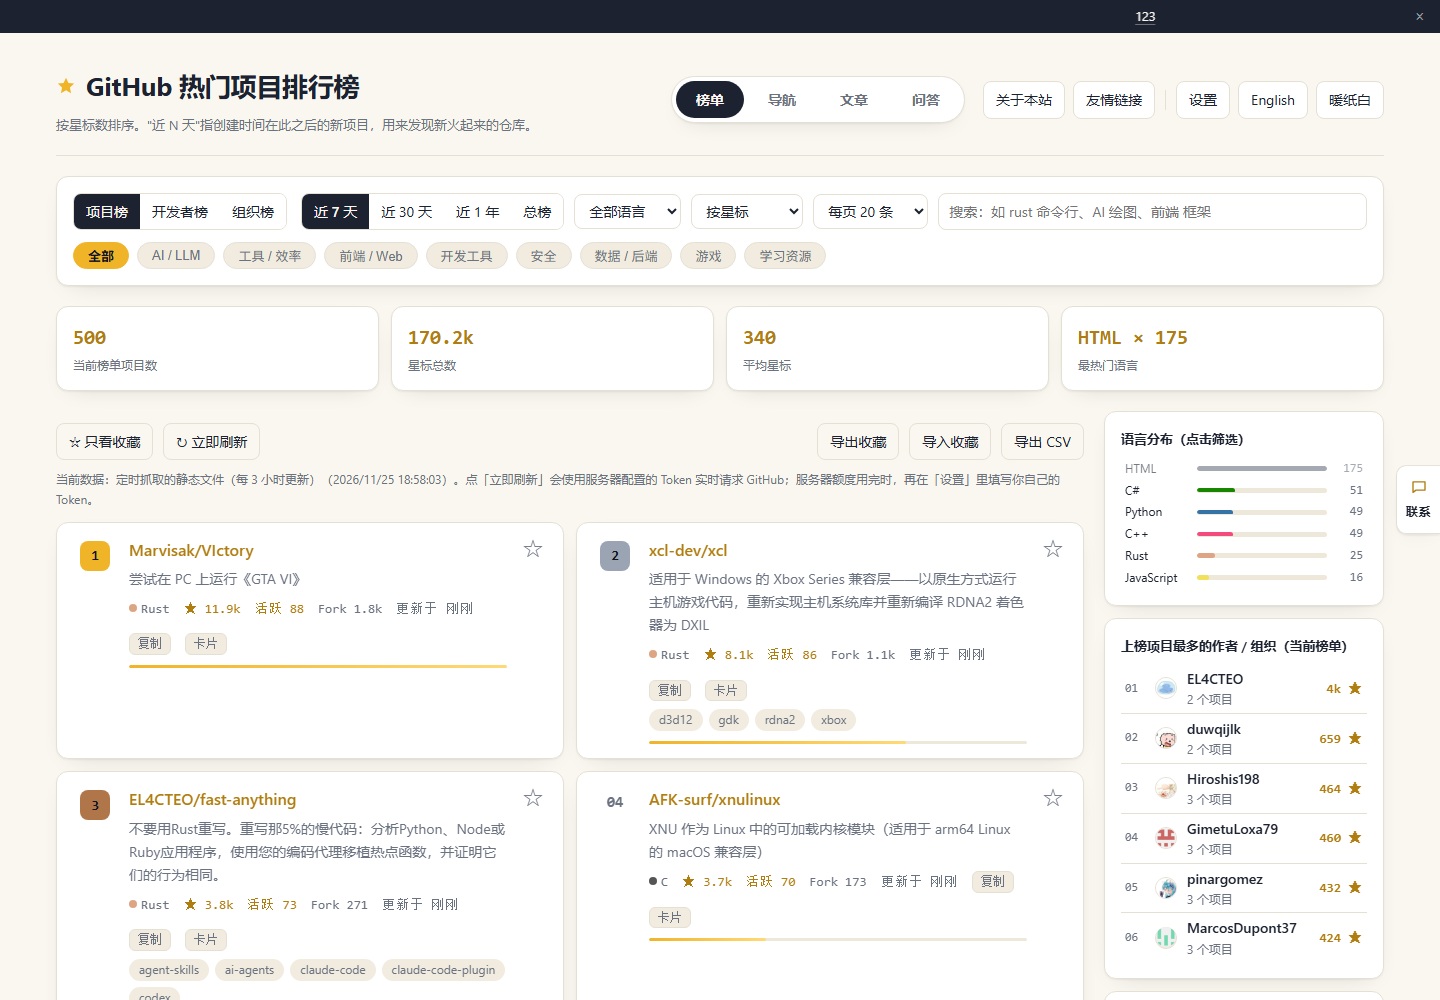 123
×
GitHub 热门项目排行榜
按星标数排序。"近 N 天"指创建时间在此之后的新项目，用来发现新火起来的仓库。
榜单 导航 文章 问答
关于本站 友情链接 设置 English 暖纸白
项目榜 开发者榜 组织榜 近 7 天 近 30 天 近 1 年 总榜 全部语言 按星标 每页 20 条 搜索：如 rust 命令行、AI 绘图、前端 框架
全部 AI / LLM 工具 / 效率 前端 / Web 开发工具 安全 数据 / 后端 游戏 学习资源
500
当前榜单项目数
170.2k
星标总数
340
平均星标
HTML × 175
最热门语言
☆ 只看收藏 ↻ 立即刷新 导出收藏 导入收藏 导出 CSV
当前数据：定时抓取的静态文件（每 3 小时更新）（2026/11/25 18:58:03）。点「立即刷新」会使用服务器配置的 Token 实时请求 GitHub；服务器额度用完时，再在「设置」里填写你自己的
Token。
1
Marvisak/VIctory
尝试在 PC 上运行《GTA VI》
Rust ★ 11.9k 活跃 88 Fork 1.8k 更新于 刚刚
复制 卡片
2
xcl-dev/xcl
适用于 Windows 的 Xbox Series 兼容层——以原生方式运行
主机游戏代码，重新实现主机系统库并重新编译 RDNA2 着色
器为 DXIL
Rust ★ 8.1k 活跃 86 Fork 1.1k 更新于 刚刚
复制 卡片
d3d12 gdk rdna2 xbox
3
EL4CTEO/fast-anything
不要用Rust重写。重写那5%的慢代码：分析Python、Node或
Ruby应用程序，使用您的编码代理移植热点函数，并证明它
们的行为相同。
Rust ★ 3.8k 活跃 73 Fork 271 更新于 刚刚
复制 卡片
agent-skills ai-agents claude-code claude-code-plugin
codex
04
AFK-surf/xnulinux
XNU 作为 Linux 中的可加载内核模块（适用于 arm64 Linux
的 macOS 兼容层）
C ★ 3.7k 活跃 70 Fork 173 更新于 刚刚 复制
卡片
语言分布（点击筛选）
HTML 175
C# 51
Python 49
C++ 49
Rust 25
JavaScript 16
上榜项目最多的作者 / 组织（当前榜单）
01 EL4CTEO 4k ★
2 个项目
02 duwqijlk 659 ★
2 个项目
03 Hiroshis198 464 ★
3 个项目
04 GimetuLoxa79 460 ★
3 个项目
05 pinargomez 432 ★
3 个项目
06 MarcosDupont37 424 ★
3 个项目
联系